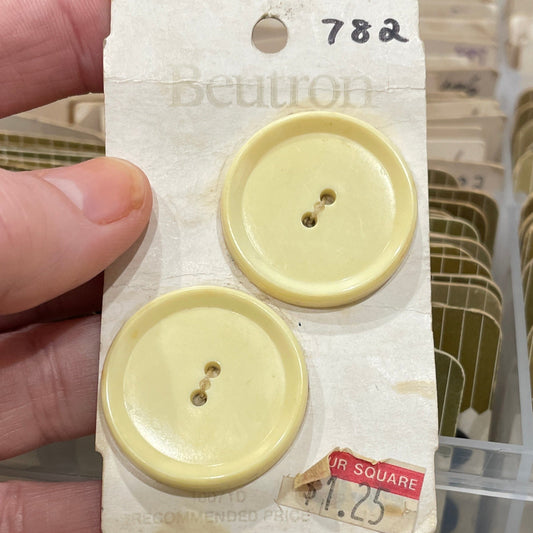 782
Beutron
UR SQUARE
$1.25
RECOMMENDED PRICE